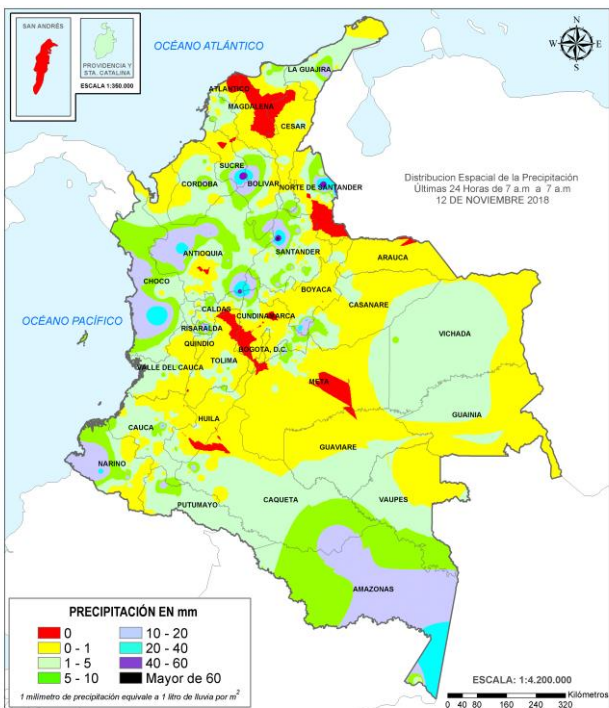 SAN ANDRÉS
PROVIDENCIA Y
STA. CATALINA
ESCALA 1:350.000
OCÉANO ATLÁNTICO
N
W
E
S
LA GUAJIRA
ATLANTICO
MAGDALENA
CESAR
SUCRE
CORDOBA
BOLIVAR
NORTE DE SANTANDER
Distribucion Espacial de la Precipitación
Últimas 24 Horas de 7 a.m a 7 a.m
12 DE NOVIEMBRE 2018
ANTIOQUIA
SANTANDER
ARAUCA
CHOCO
BOYACA
CASANARE
OCÉANO PACÍFICO
CALDAS
CUNDINAMARCA
RISARALDA
VICHADA
QUINDIO
BOGOTA, D.C.
TOLIMA
VALLE DEL CAUCA
META
GUAINIA
HUILA
CAUCA
GUAVIARE
NARIÑO
CAQUETA
VAUPES
PUTUMAYO
AMAZONAS
PRECIPITACIÓN EN mm
0
10 - 20
0 - 1
20 - 40
1 - 5
40 - 60
5 - 10
Mayor de 60
1 milimetro de precipitación equivale a 1 litro de lluvia por m²
ESCALA: 1:4.200.000
Kilómetros
0 40 80 160 240 320